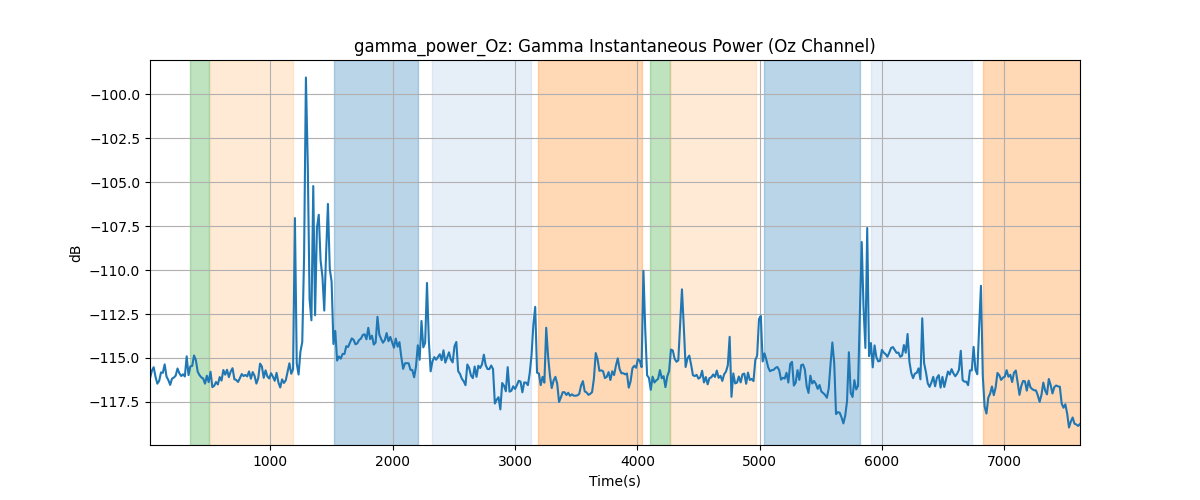 gamma_power_Oz: Gamma Instantaneous Power (Oz Channel)
−100.0
−102.5
−105.0
−107.5
−110.0
−112.5
−115.0
−117.5
dB
1000 2000 3000 4000 5000 6000 7000
Time(s)